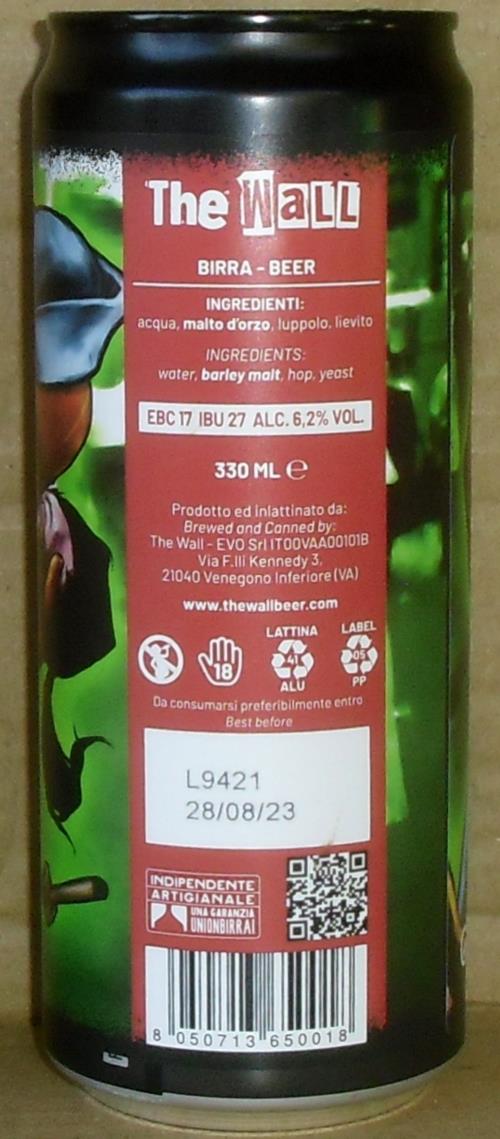 The Wall
BIRRA - BEER
INGREDIENTI:
acqua, malto d'orzo, luppolo, lievito
INGREDIENTS:
water, barley malt, hop, yeast
EBC 17 IBU 27 ALC. 6,2% VOL.
330 ML ℮
Prodotto ed inlattinato da:
Brewed and Canned by:
The Wall - EVO Srl IT00VAA00101B
Via F.lli Kennedy 3,
21040 Venegono Inferiore (VA)
www.thewallbeer.com
LATTINA LABEL
18 41 05
ALU PP
Da consumarsi preferibilmente entro
Best before
L9421
28/08/23
INDIPENDENTE
ARTIGIANALE
UNA GARANZIA
UNIONBIRRAI
8 050713 650018